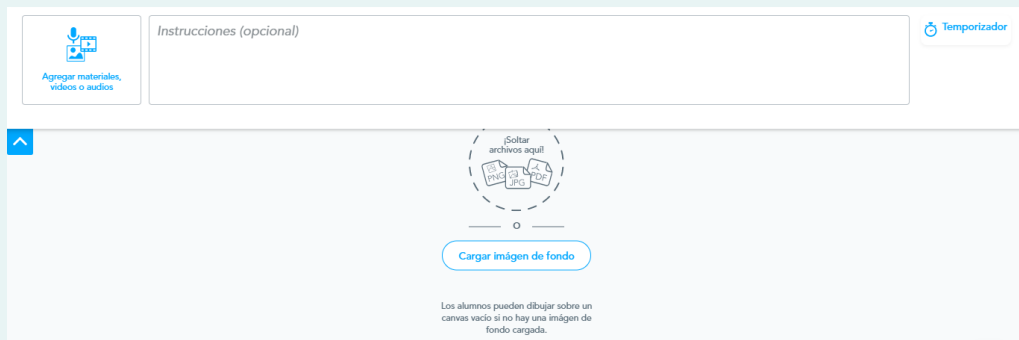 Instrucciones (opcional)
Temporizador
Agregar materiales,
videos o audios
¡Soltar
archivos aquí!
PNG
JPG
PDF
O
Cargar imágen de fondo
Los alumnos pueden dibujar sobre un
canvas vacío si no hay una imágen de
fondo cargada.